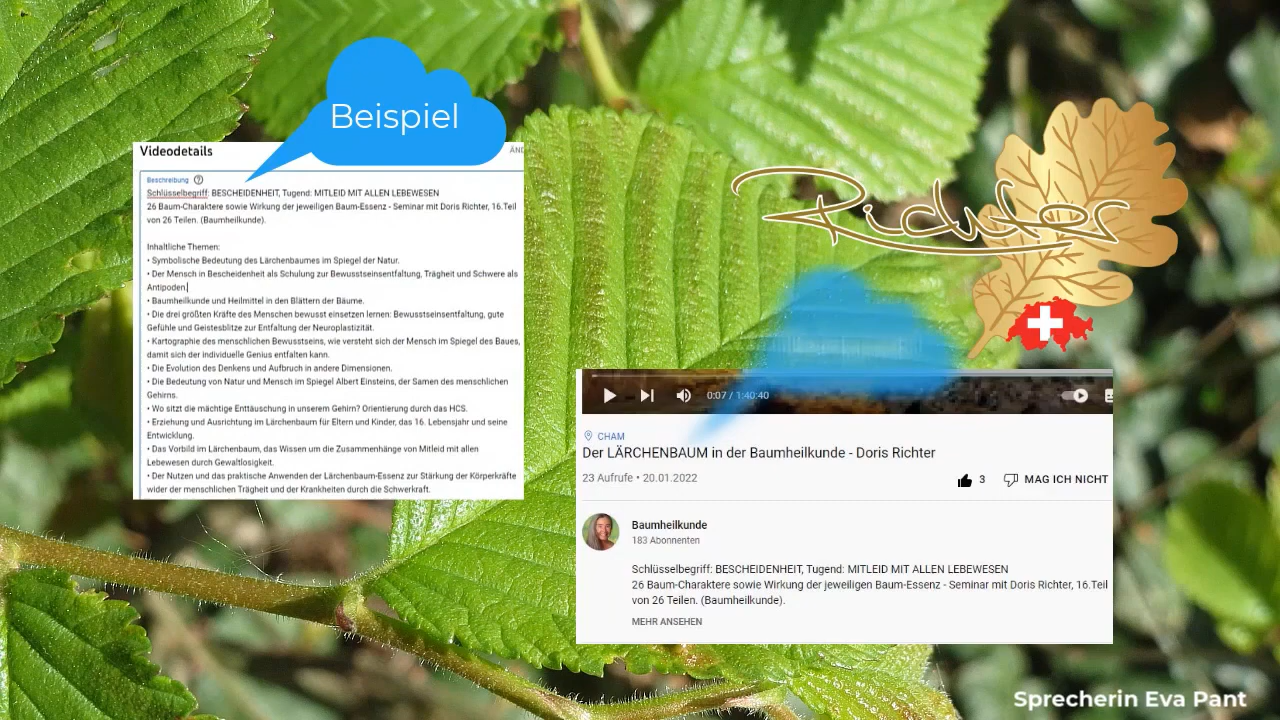 Beispiel
Videodetails
ÄND
Beschreibung
Schlüsselbegriff: BESCHEIDENHEIT, Tugend: MITLEID MIT ALLEN LEBEWESEN
26 Baum-Charaktere sowie Wirkung der jeweiligen Baum-Essenz - Seminar mit Doris Richter, 16.Teil
von 26 Teilen. (Baumheilkunde).
Inhaltliche Themen:
• Symbolische Bedeutung des Lärchenbaumes im Spiegel der Natur.
• Der Mensch in Bescheidenheit als Schulung zur Bewusstseinsentfaltung, Trägheit und Schwere als
Antipoden.
• Baumheilkunde und Heilmittel in den Blättern der Bäume.
• Die drei größten Kräfte des Menschen bewusst einsetzen lernen: Bewusstseinsentfaltung, gute
Gefühle und Geistesblitze zur Entfaltung der Neuroplastizität.
• Kartographie des menschlichen Bewusstseins, wie versteht sich der Mensch im Spiegel des Baues,
damit sich der individuelle Genius entfalten kann.
• Die Evolution des Denkens und Aufbruch in andere Dimensionen.
• Die Bedeutung von Natur und Mensch im Spiegel Albert Einsteins, der Samen des menschlichen
Gehirns.
• Wo sitzt die mächtige Enttäuschung in unserem Gehirn? Orientierung durch das HCS.
• Erziehung und Ausrichtung im Lärchenbaum für Eltern und Kinder, das 16. Lebensjahr und seine
Entwicklung.
• Das Vorbild im Lärchenbaum, das Wissen um die Zusammenhänge von Mitleid mit allen
Lebewesen durch Gewaltlosigkeit.
• Der Nutzen und das praktische Anwenden der Lärchenbaum-Essenz zur Stärkung der Körperkräfte
wider der menschlichen Trägheit und der Krankheiten durch die Schwerkraft.
Richter
0:07 / 1:40:40
CHAM
Der LÄRCHENBAUM in der Baumheilkunde - Doris Richter
23 Aufrufe • 20.01.2022
3 MAG ICH NICHT
Baumheilkunde
183 Abonnenten
Schlüsselbegriff: BESCHEIDENHEIT, Tugend: MITLEID MIT ALLEN LEBEWESEN
26 Baum-Charaktere sowie Wirkung der jeweiligen Baum-Essenz - Seminar mit Doris Richter, 16.Teil
von 26 Teilen. (Baumheilkunde).
MEHR ANSEHEN
Sprecherin Eva Pant